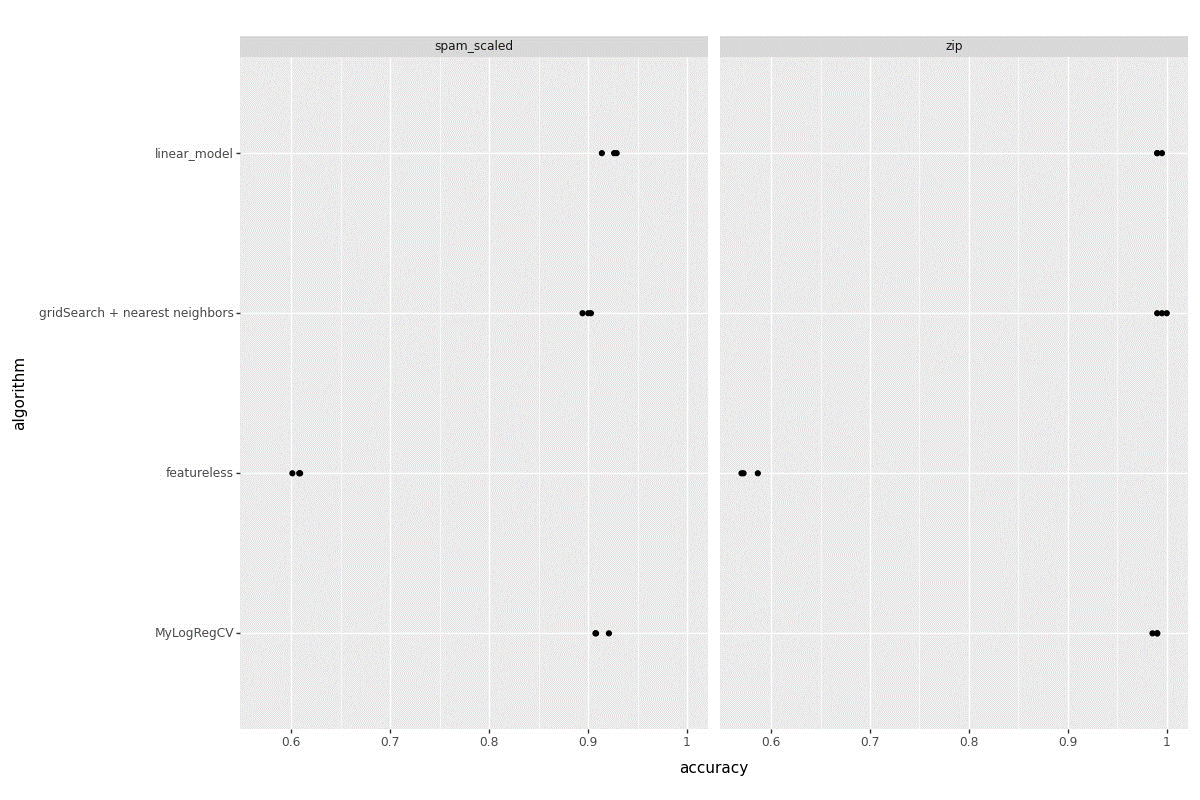 spam_scaled
zip
linear_model
gridSearch + nearest neighbors
featureless
MyLogRegCV
algorithm
0.6 0.7 0.8 0.9 1
0.6 0.7 0.8 0.9 1
accuracy